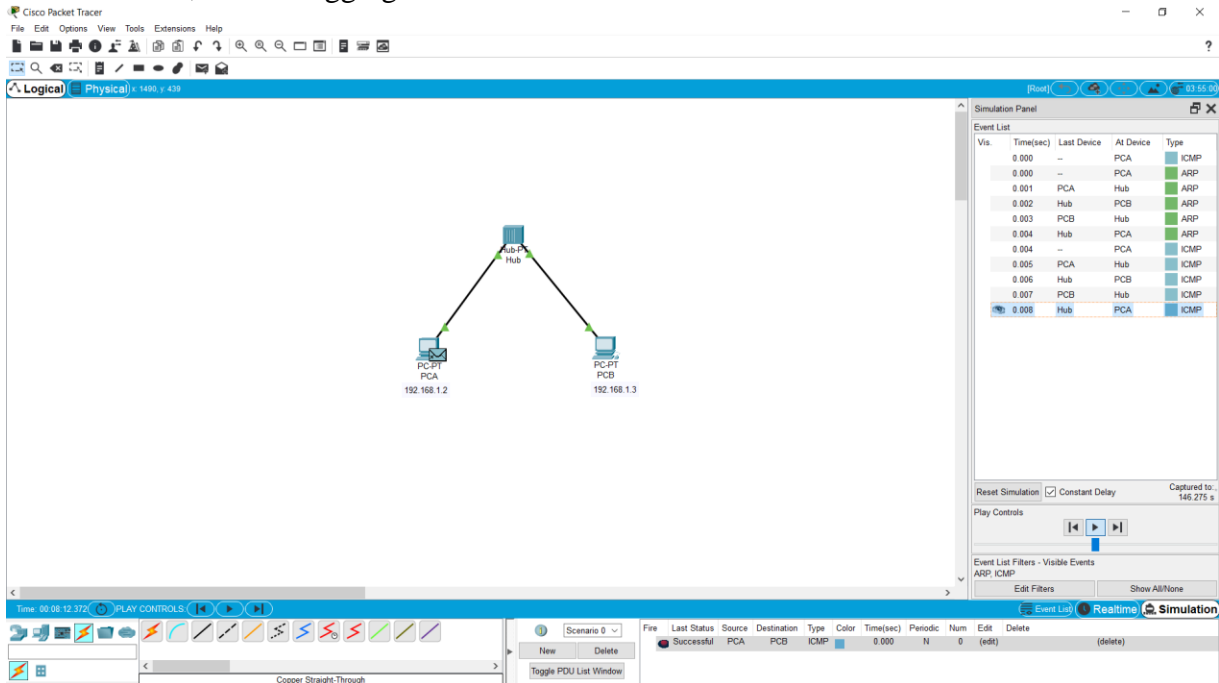 Cisco Packet Tracer
File Edit Options View Tools Extensions Help
?
Logical Physical x: 1490, y: 439 [Root] 03:55:00
Simulation Panel
Event List
Vis. Time(sec) Last Device At Device Type
0.000 -- PCA ICMP
0.000 -- PCA ARP
0.001 PCA Hub ARP
0.002 Hub PCB ARP
0.003 PCB Hub ARP
0.004 Hub PCA ARP
0.004 -- PCA ICMP
0.005 PCA Hub ICMP
0.006 Hub PCB ICMP
0.007 PCB Hub ICMP
0.008 Hub PCA ICMP
Hub-PT
Hub
PC-PT
PCA
192.168.1.2
PC-PT
PCB
192.168.1.3
Reset Simulation Constant Delay Captured to:
146.275 s
Play Controls
Event List Filters - Visible Events
ARP, ICMP
Edit Filters Show All/None
Time: 00:08:12.372 PLAY CONTROLS: Event List Realtime Simulation
Scenario 0
New Delete
Toggle PDU List Window
Fire Last Status Source Destination Type Color Time(sec) Periodic Num Edit Delete
Successful PCA PCB ICMP 0.000 N 0 (edit) (delete)
Copper Straight-Through